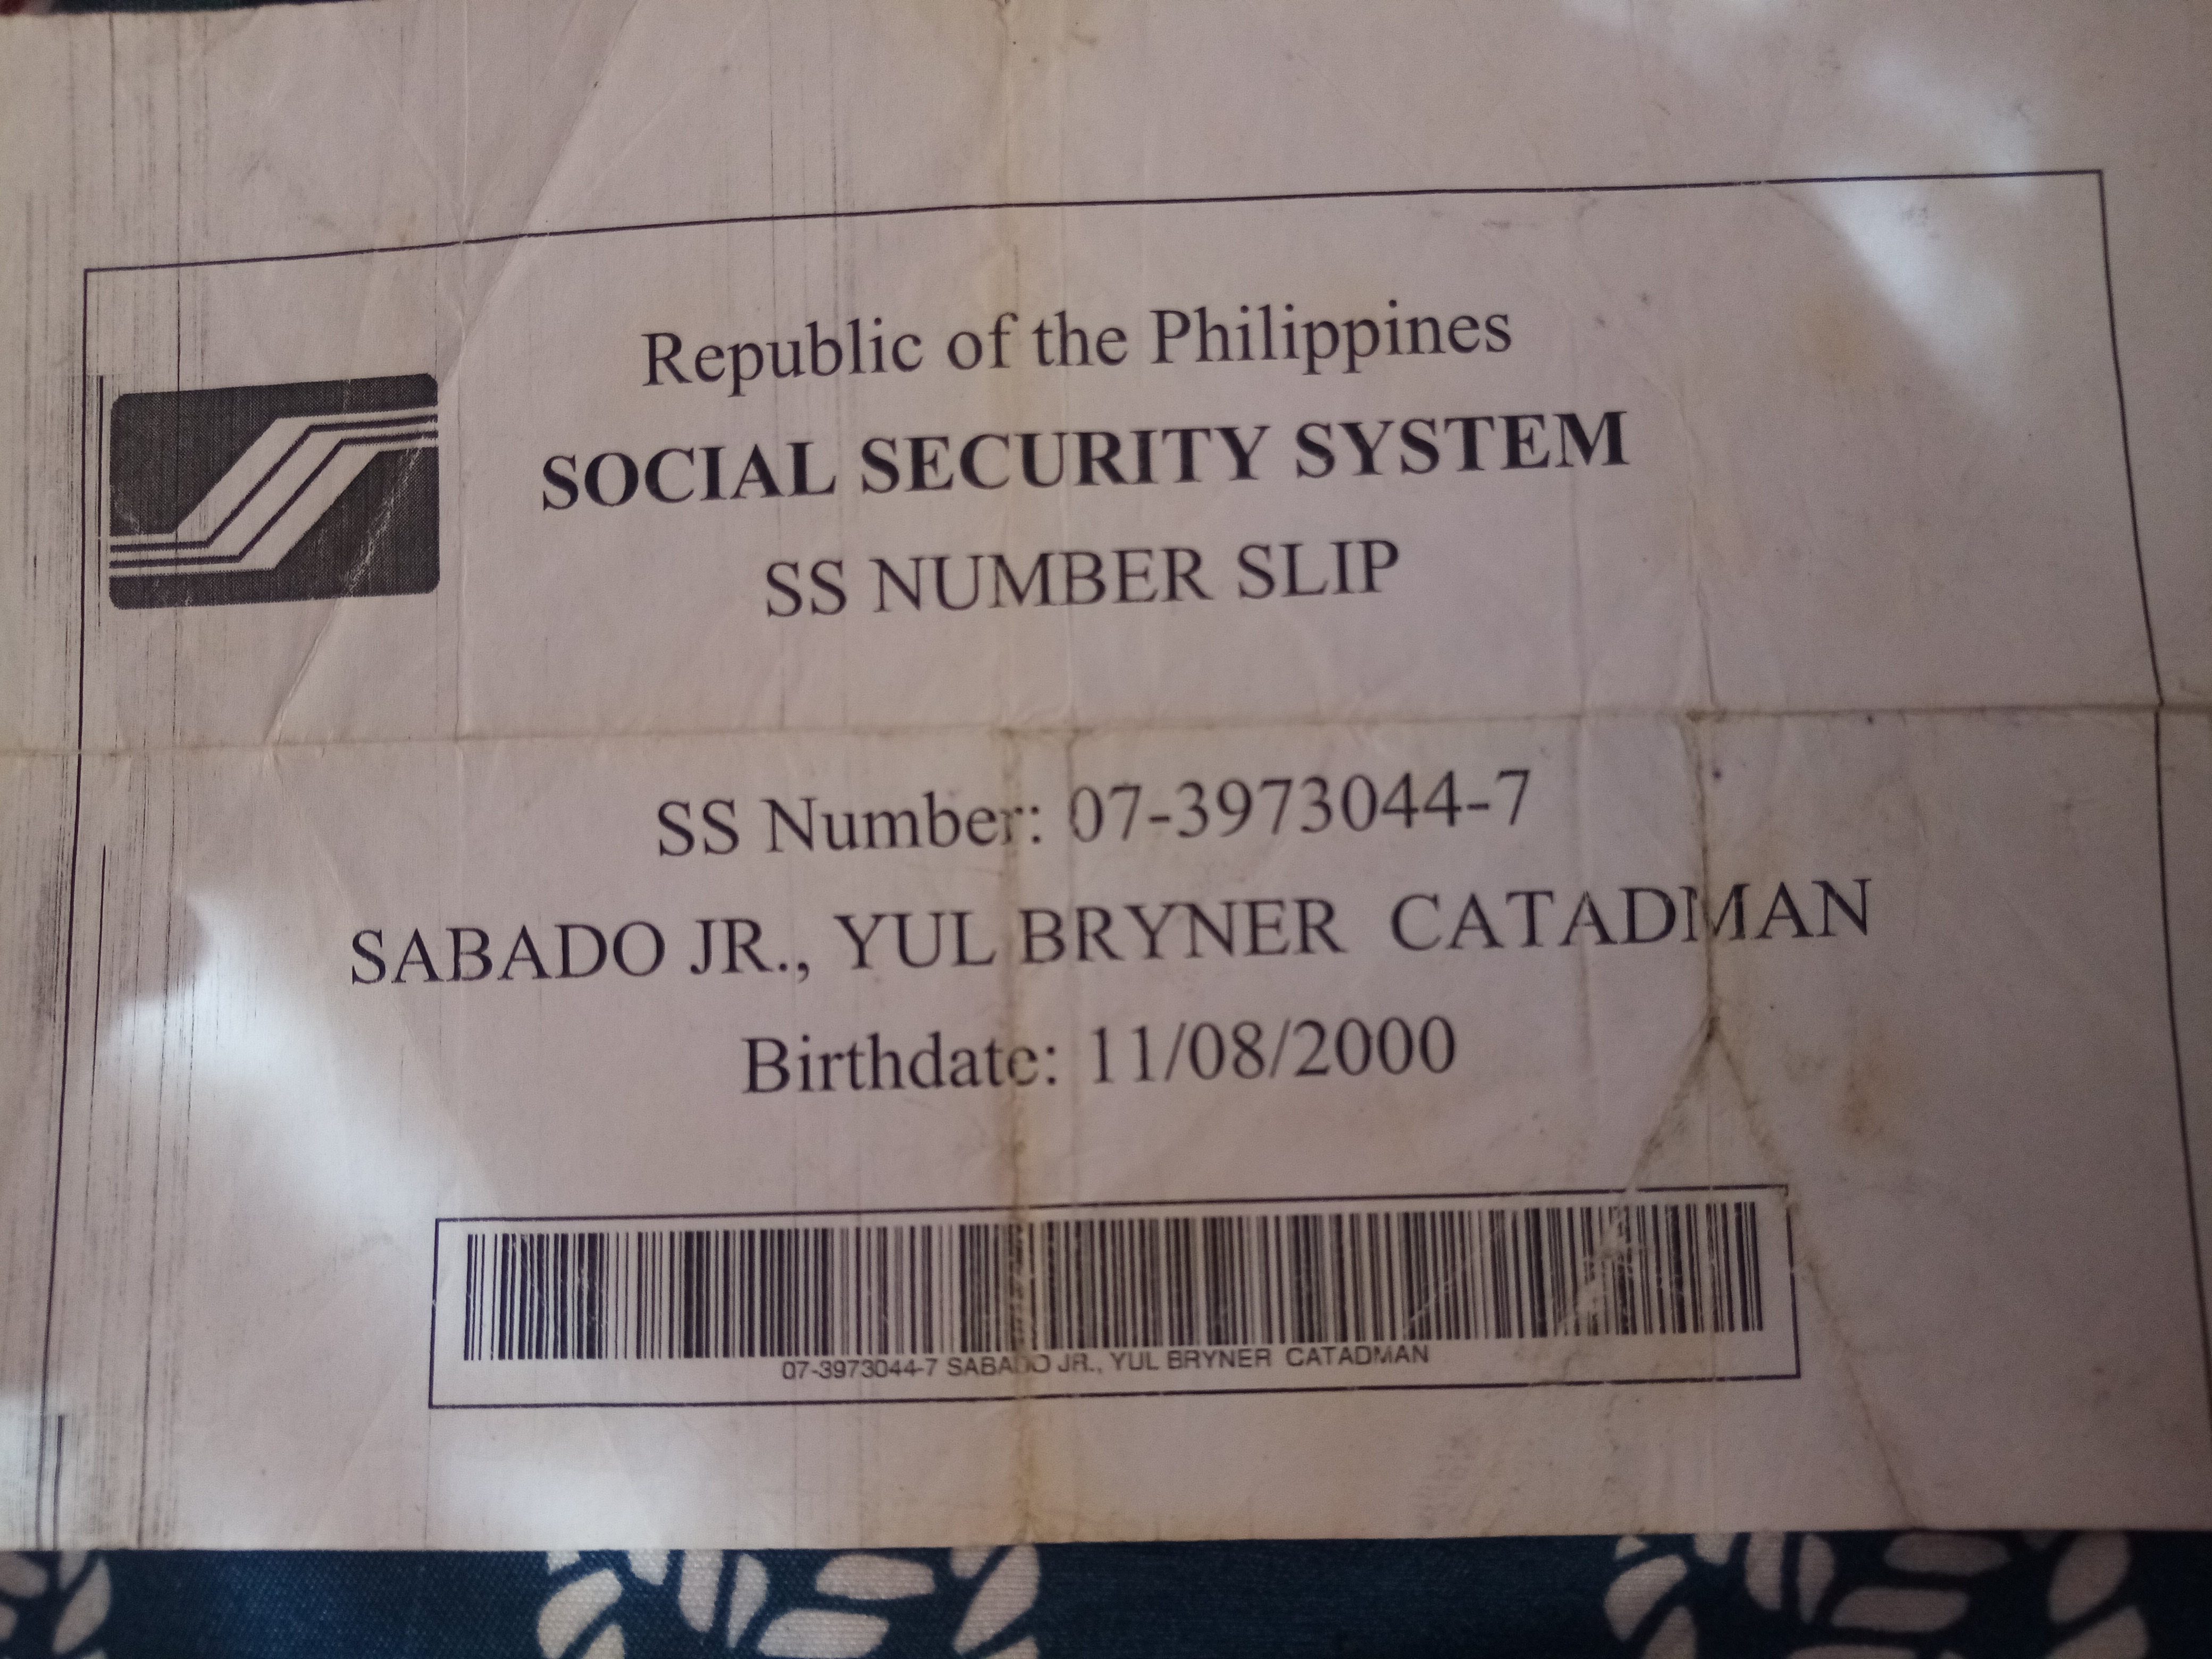 Republic of the Philippines
SOCIAL SECURITY SYSTEM
SS NUMBER SLIP
SS Number: 07-3973044-7
SABADO JR., YUL BRYNER CATADMAN
Birthdate: 11/08/2000
07-3973044-7 SABADO JR., YUL BRYNER CATADMAN